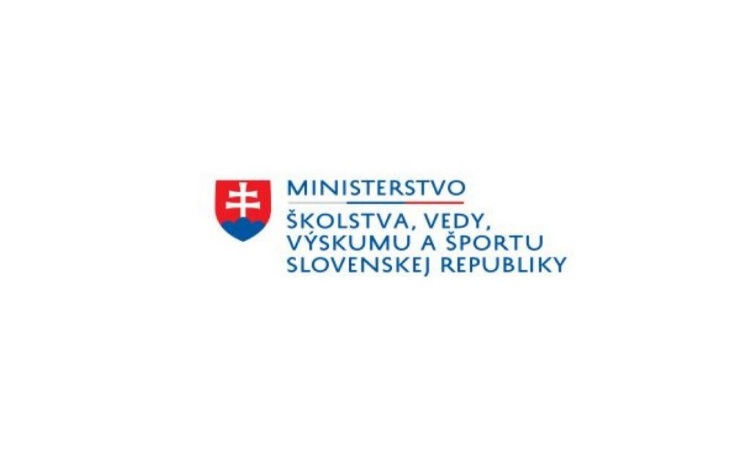 MINISTERSTVO
ŠKOLSTVA, VEDY,
VÝSKUMU A ŠPORTU
SLOVENSKEJ REPUBLIKY